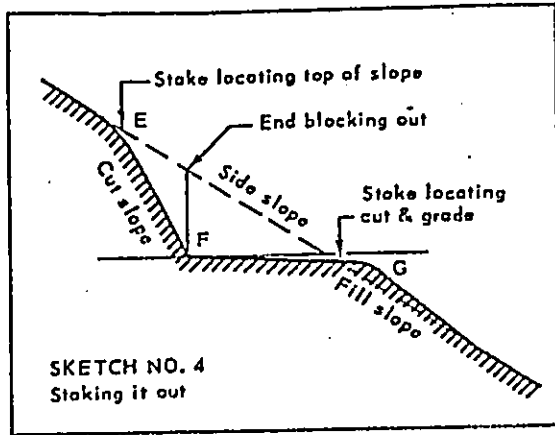 Stake locating top of slope
E
End blocking out
Cut slope
Side slope
Stake locating
cut & grade
F
G
Fill slope
SKETCH NO. 4
Staking it out